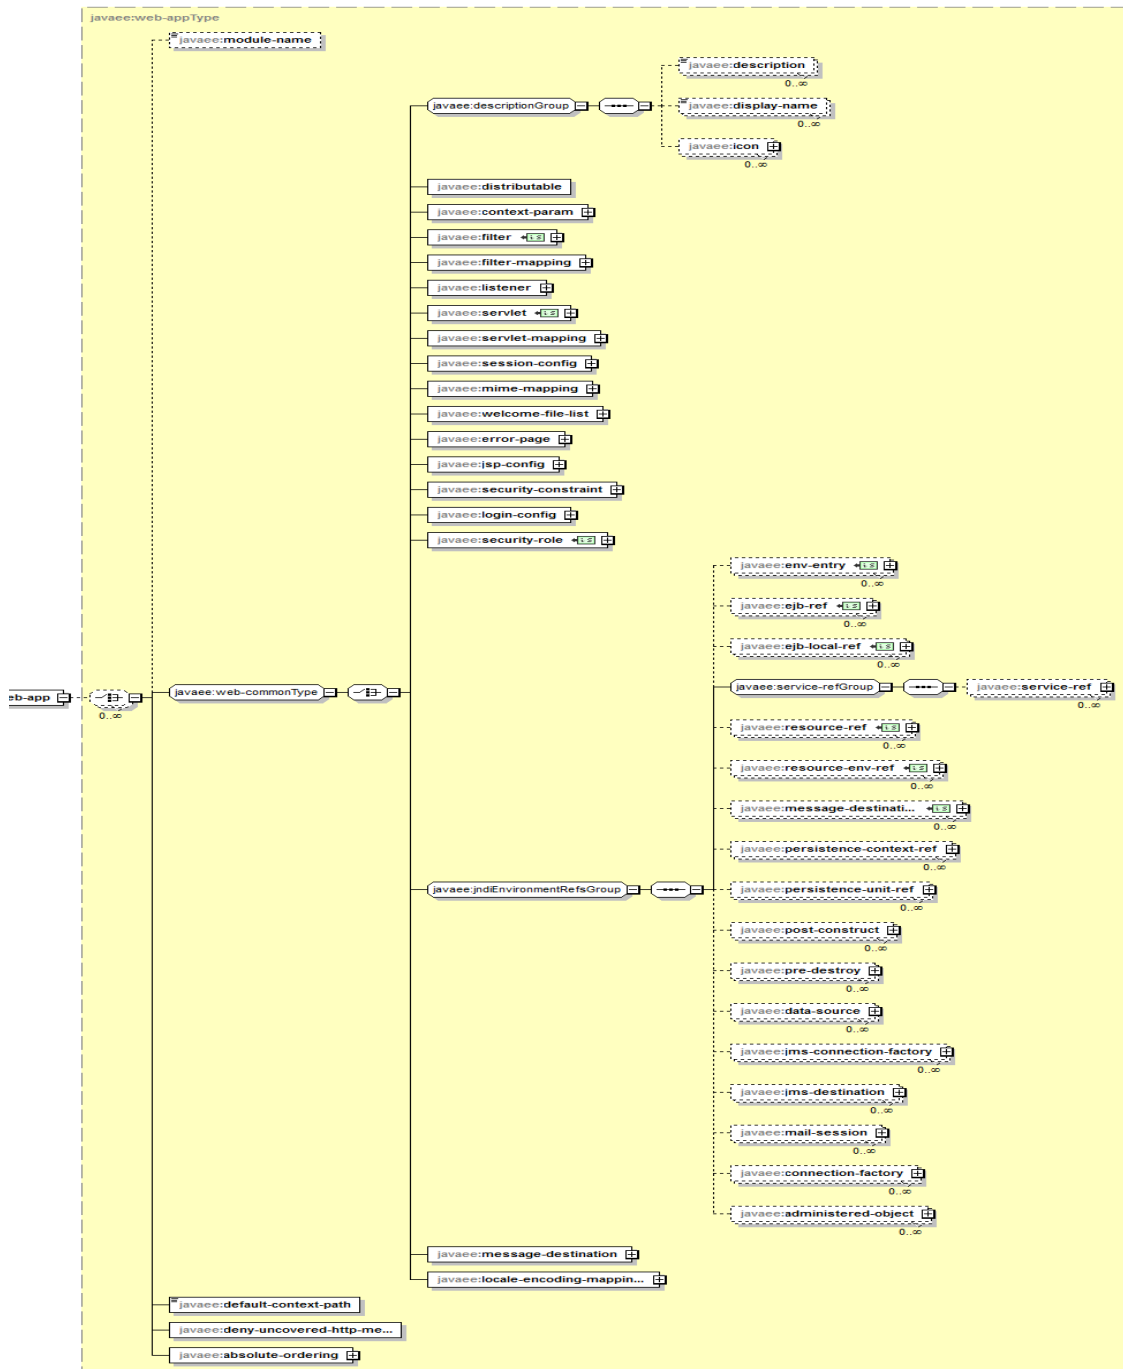 javaee:web-appType
javaee:module-name
javaee:description
0..∞
javaee:descriptionGroup
javaee:display-name
0..∞
javaee:icon
0..∞
javaee:distributable
javaee:context-param
javaee:filter
javaee:filter-mapping
javaee:listener
javaee:servlet
javaee:servlet-mapping
javaee:session-config
javaee:mime-mapping
javaee:welcome-file-list
javaee:error-page
javaee:jsp-config
javaee:security-constraint
javaee:login-config
javaee:security-role
javaee:env-entry
0..∞
javaee:ejb-ref
0..∞
javaee:ejb-local-ref
0..∞
eb-app
0..∞
javaee:web-commonType
javaee:service-refGroup
javaee:service-ref
0..∞
javaee:resource-ref
0..∞
javaee:resource-env-ref
0..∞
javaee:message-destinati...
0..∞
javaee:persistence-context-ref
0..∞
javaee:jndiEnvironmentRefsGroup
javaee:persistence-unit-ref
0..∞
javaee:post-construct
0..∞
javaee:pre-destroy
0..∞
javaee:data-source
0..∞
javaee:jms-connection-factory
0..∞
javaee:jms-destination
0..∞
javaee:mail-session
0..∞
javaee:connection-factory
0..∞
javaee:administered-object
0..∞
javaee:message-destination
javaee:locale-encoding-mappin...
javaee:default-context-path
javaee:deny-uncovered-http-me...
javaee:absolute-ordering